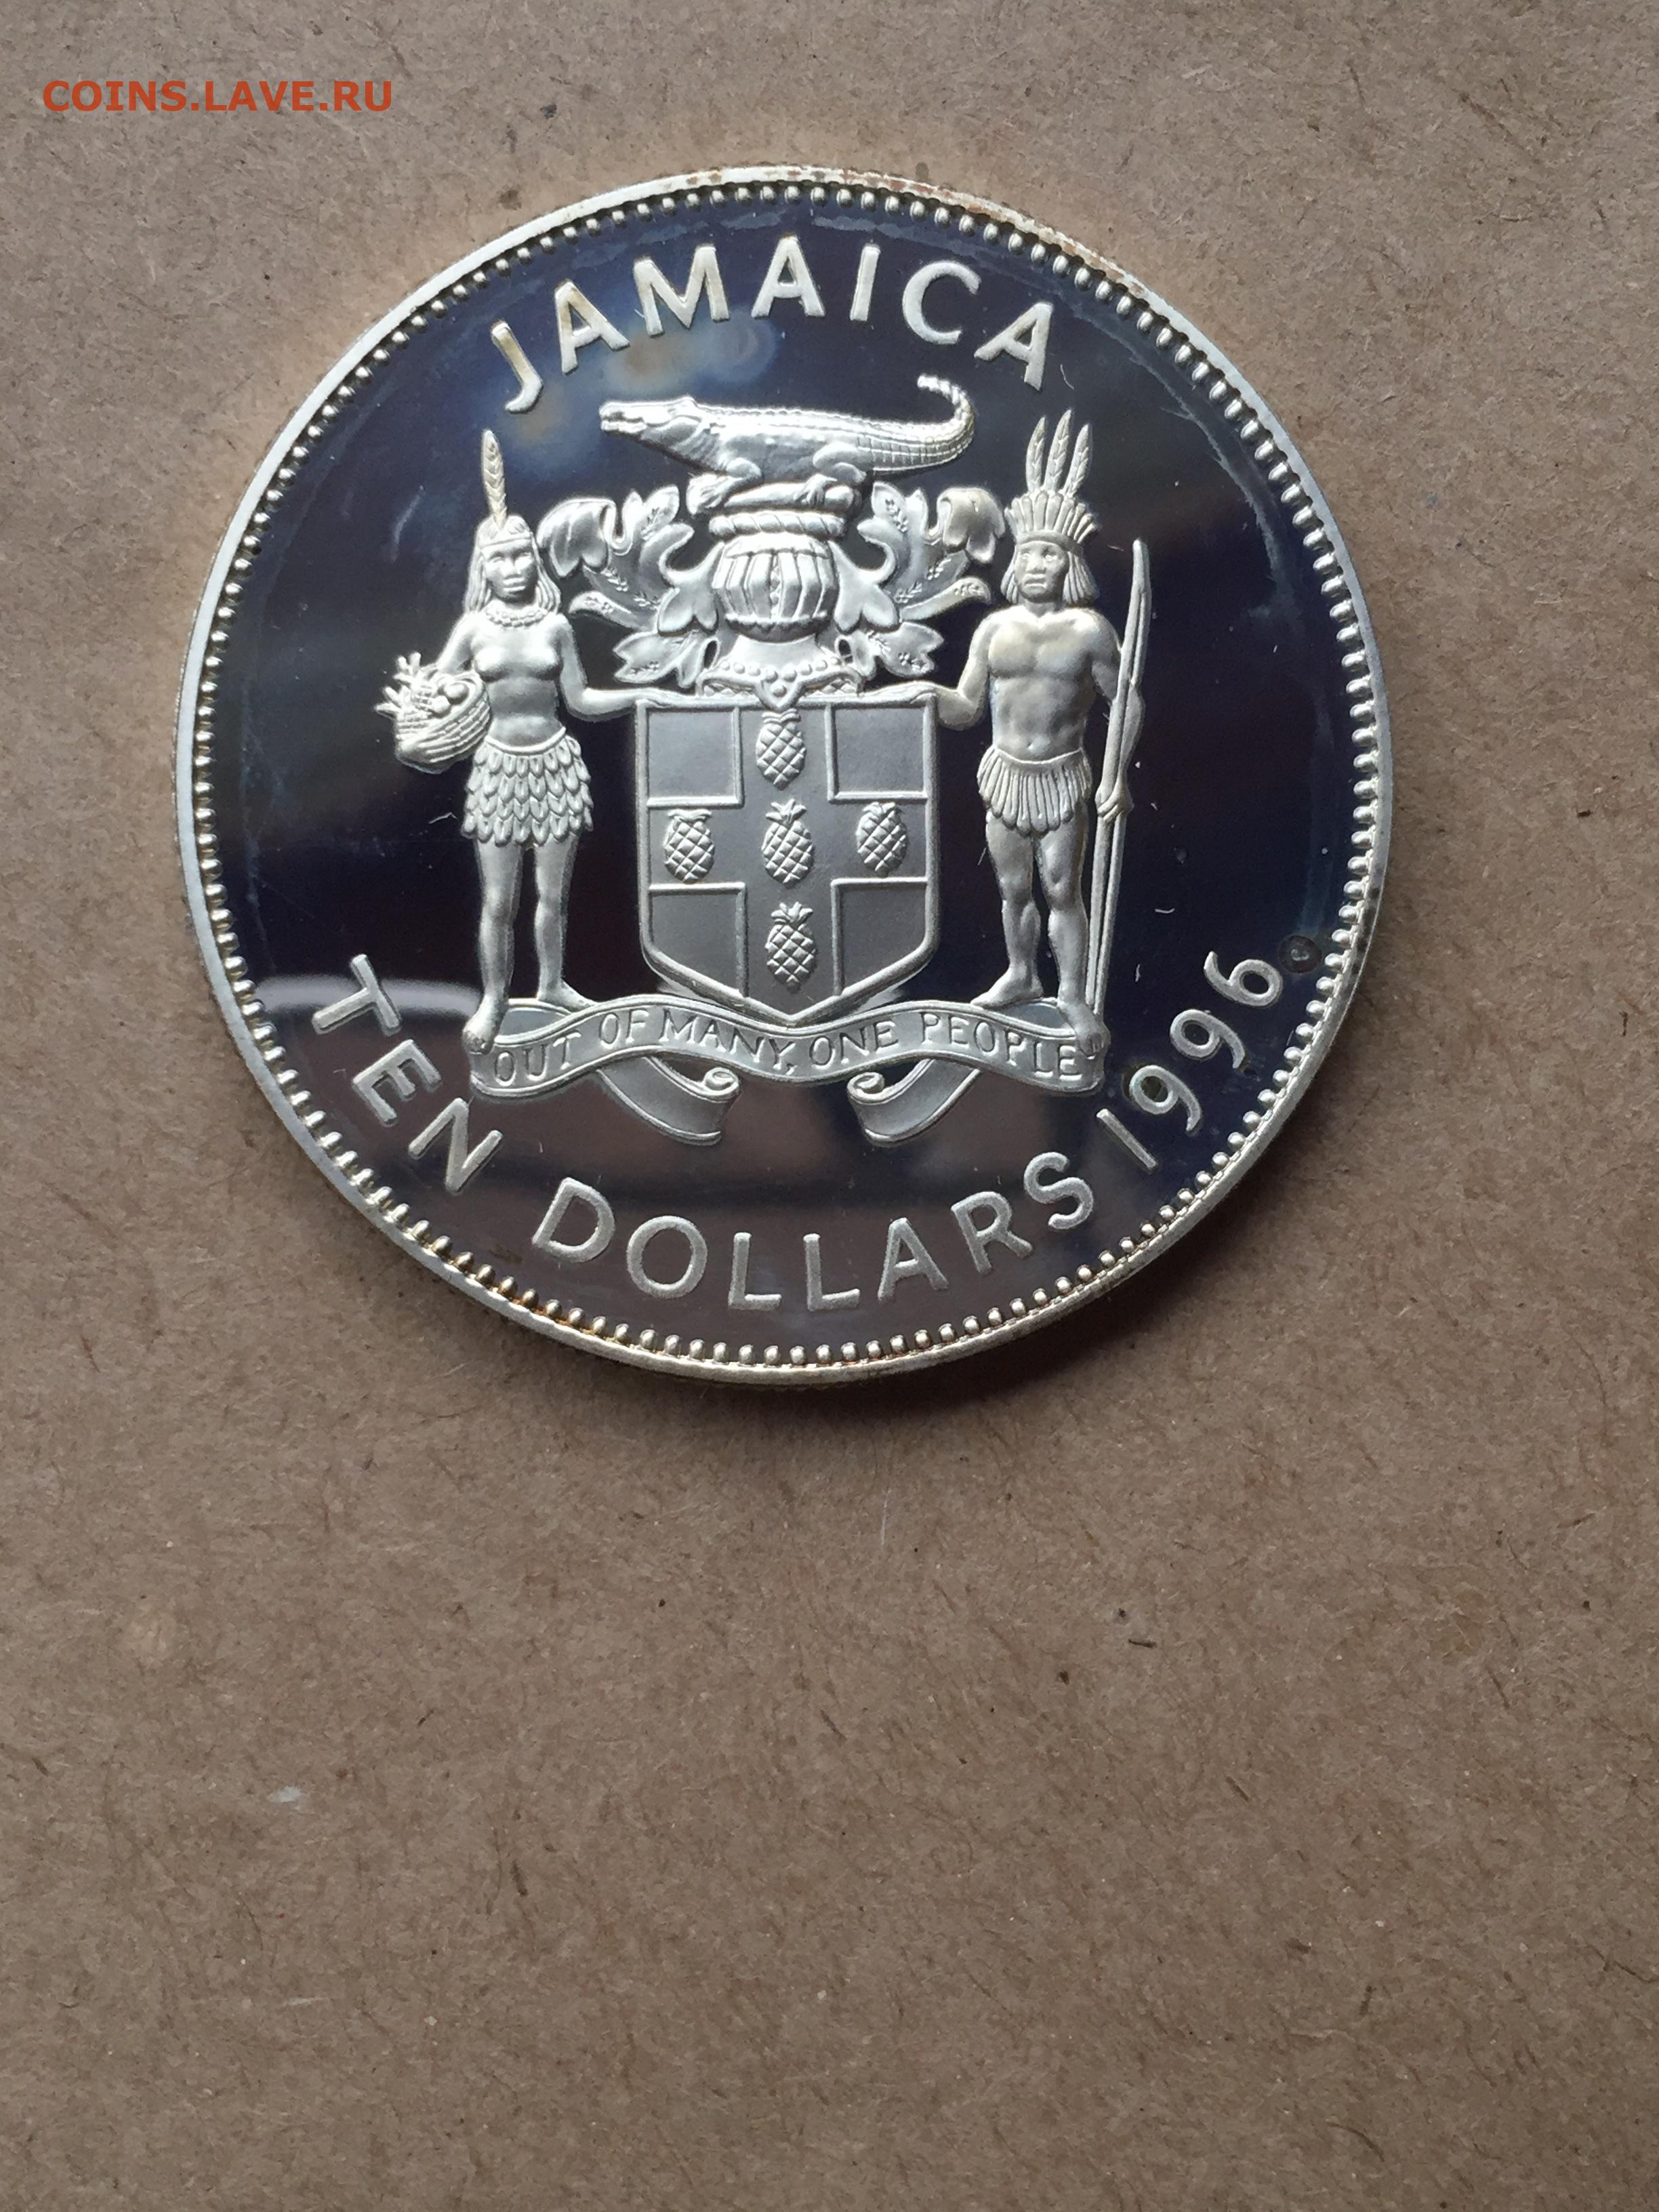 COINS.LAVE.RU
JAMAICA
OUT OF MANY, ONE PEOPLE
TEN DOLLARS 1996